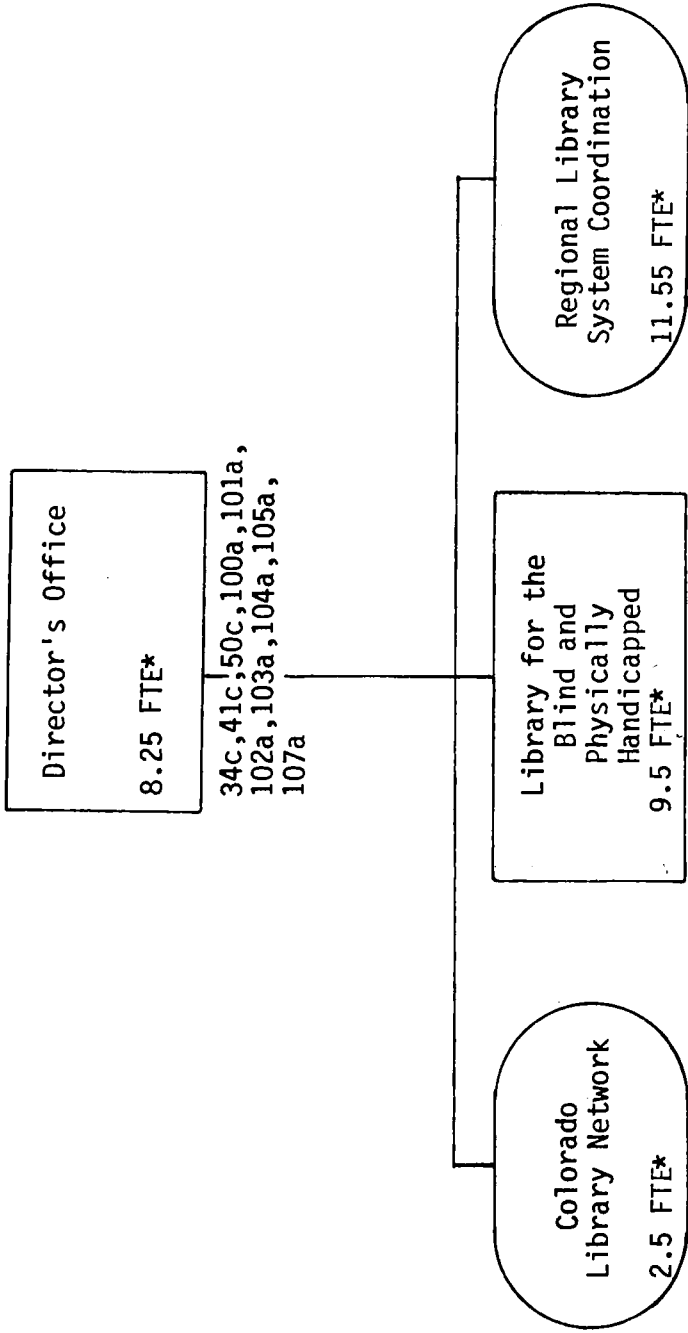 Director's Office
8.25 FTE*
34c,41c,50c,100a,101a,
102a,103a,104a,105a,
107a
Colorado
Library Network
2.5 FTE*
Library for the
Blind and
Physically
Handicapped
9.5 FTE*
Regional Library
System Coordination
11.55 FTE*